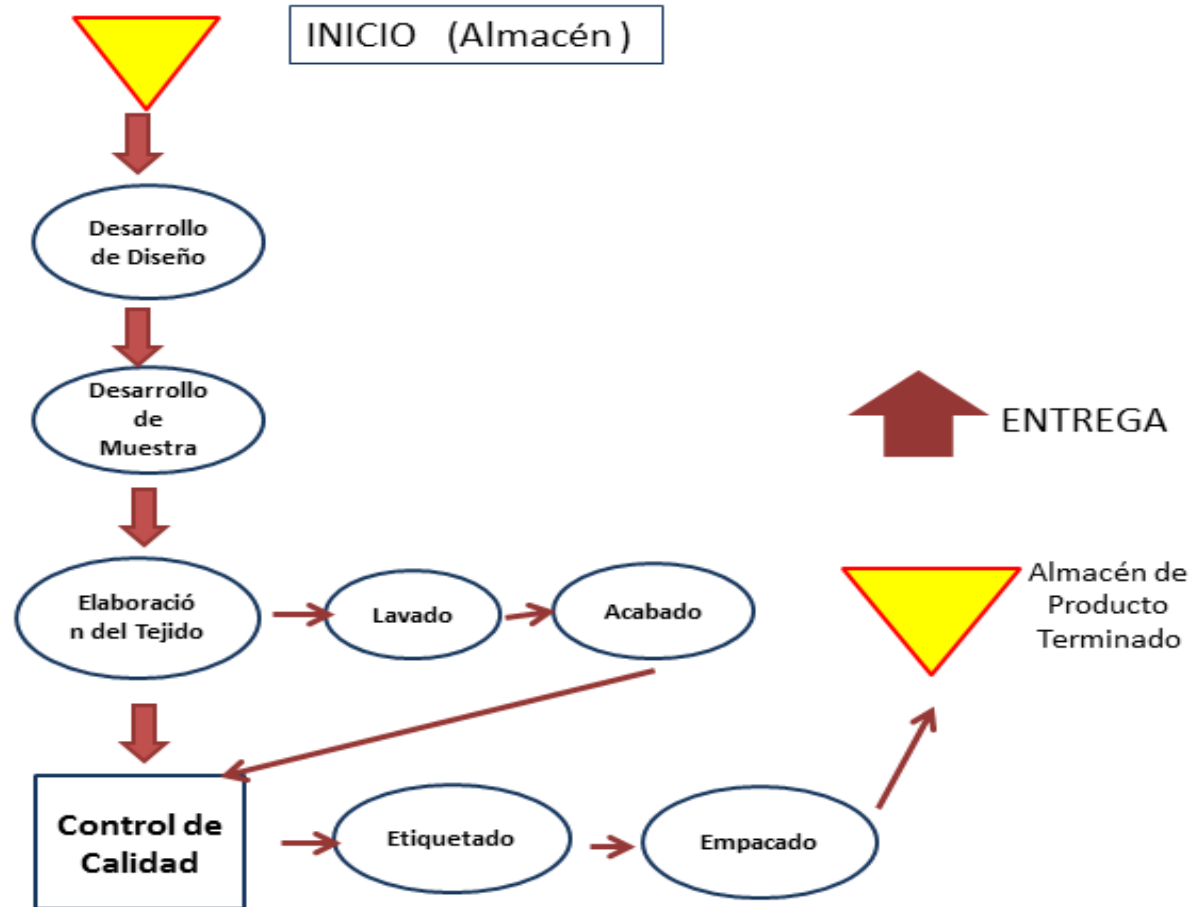 INICIO (Almacén )
Desarrollo
de Diseño
Desarrollo
de
Muestra
ENTREGA
Elaboració
n del Tejido
Lavado
Acabado
Almacén de
Producto
Terminado
Control de
Calidad
Etiquetado
Empacado